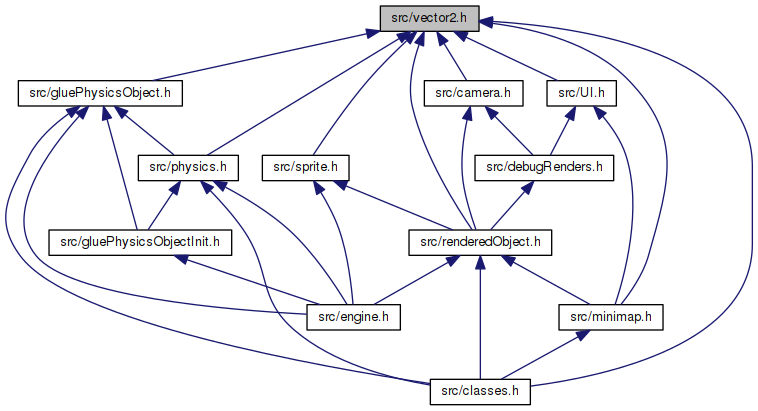 src/vector2.h
src/gluePhysicsObject.h
src/camera.h
src/UI.h
src/physics.h
src/sprite.h
src/debugRenders.h
src/gluePhysicsObjectInit.h
src/renderedObject.h
src/engine.h
src/minimap.h
src/classes.h